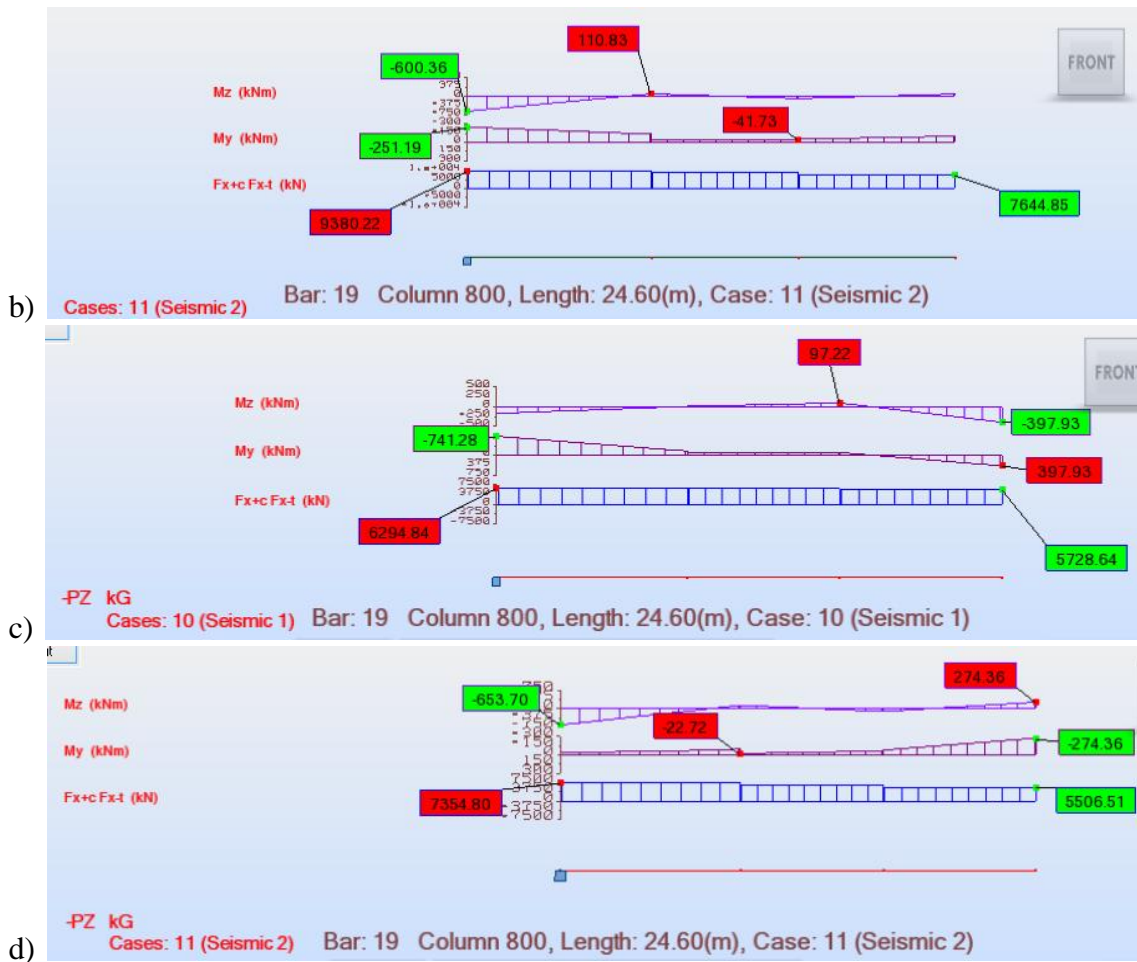 110.83
-600.36
FRONT
Mz (kNm)
-41.73
My (kNm)
-251.19
Fx+c Fx-t (kN)
7644.85
9380.22
b)
Cases: 11 (Seismic 2)
Bar: 19 Column 800, Length: 24.60(m), Case: 11 (Seismic 2)
97.22
FRONT
500
250
0
Mz (kNm)
-250
-397.93
-741.28
My (kNm)
375
750
397.93
7500
3750
Fx+c Fx-t (kN)
0
-3750
-7500
6294.84
5728.64
-PZ kG
c)
Cases: 10 (Seismic 1) Bar: 19 Column 800, Length: 24.60(m), Case: 10 (Seismic 1)
274.36
-653.70
Mz (kNm)
-22.72
My (kNm)
-274.36
Fx+c Fx-t (kN)
7354.80
5506.51
-PZ kG
Cases: 11 (Seismic 2) Bar: 19 Column 800, Length: 24.60(m), Case: 11 (Seismic 2)
d)